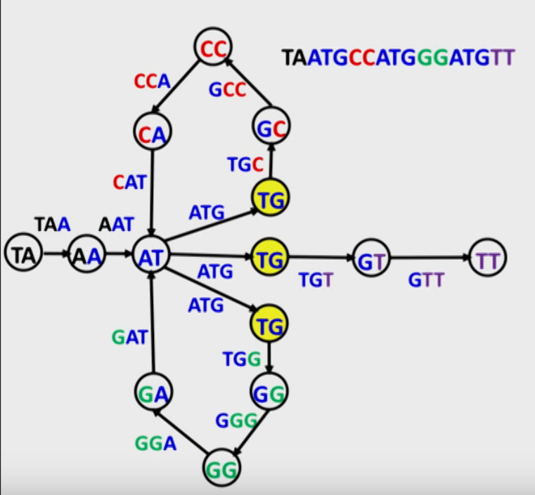 CC
TAATGCCATGGGATGTT
CCA
GCC
CA
GC
TGC
CAT
TG
ATG
TAA
AAT
TA
AA
AT
TG
GT
TT
ATG
TGT
GTT
ATG
TG
GAT
TGG
GA
GG
GGG
GGA
GG